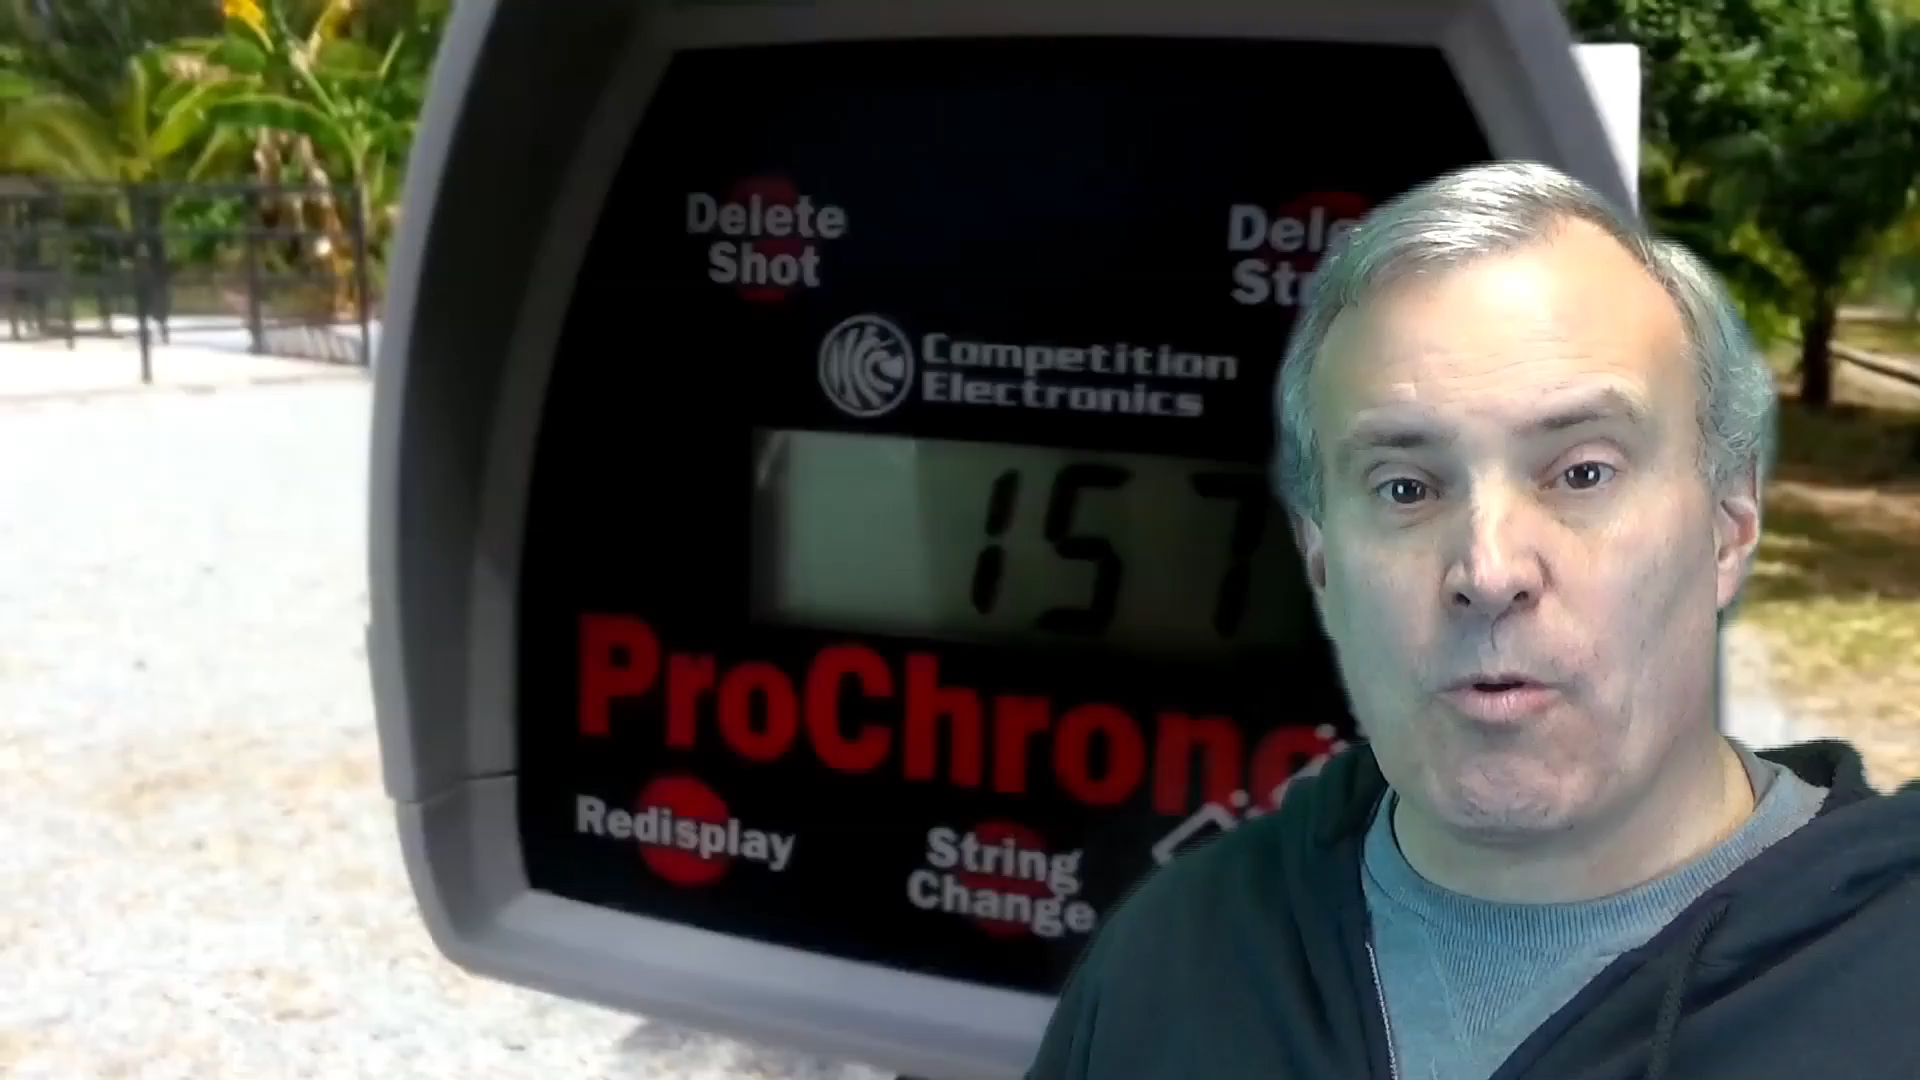 Delete
Shot
Competition
Electronics
157
ProChrono
Redisplay
String
Change